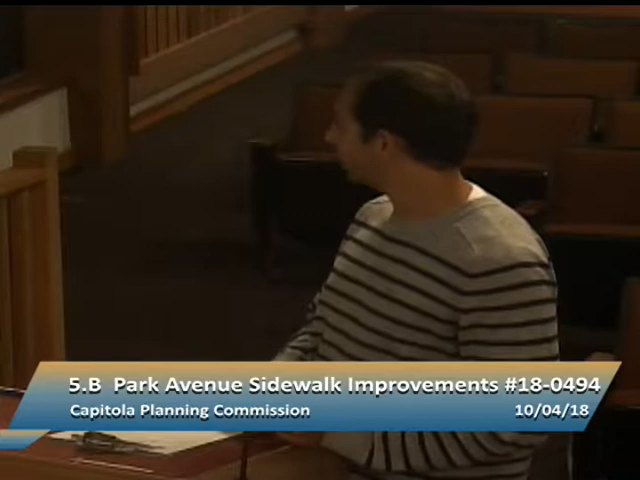 5.B Park Avenue Sidewalk Improvements #18-0494
Capitola Planning Commission 10/04/18